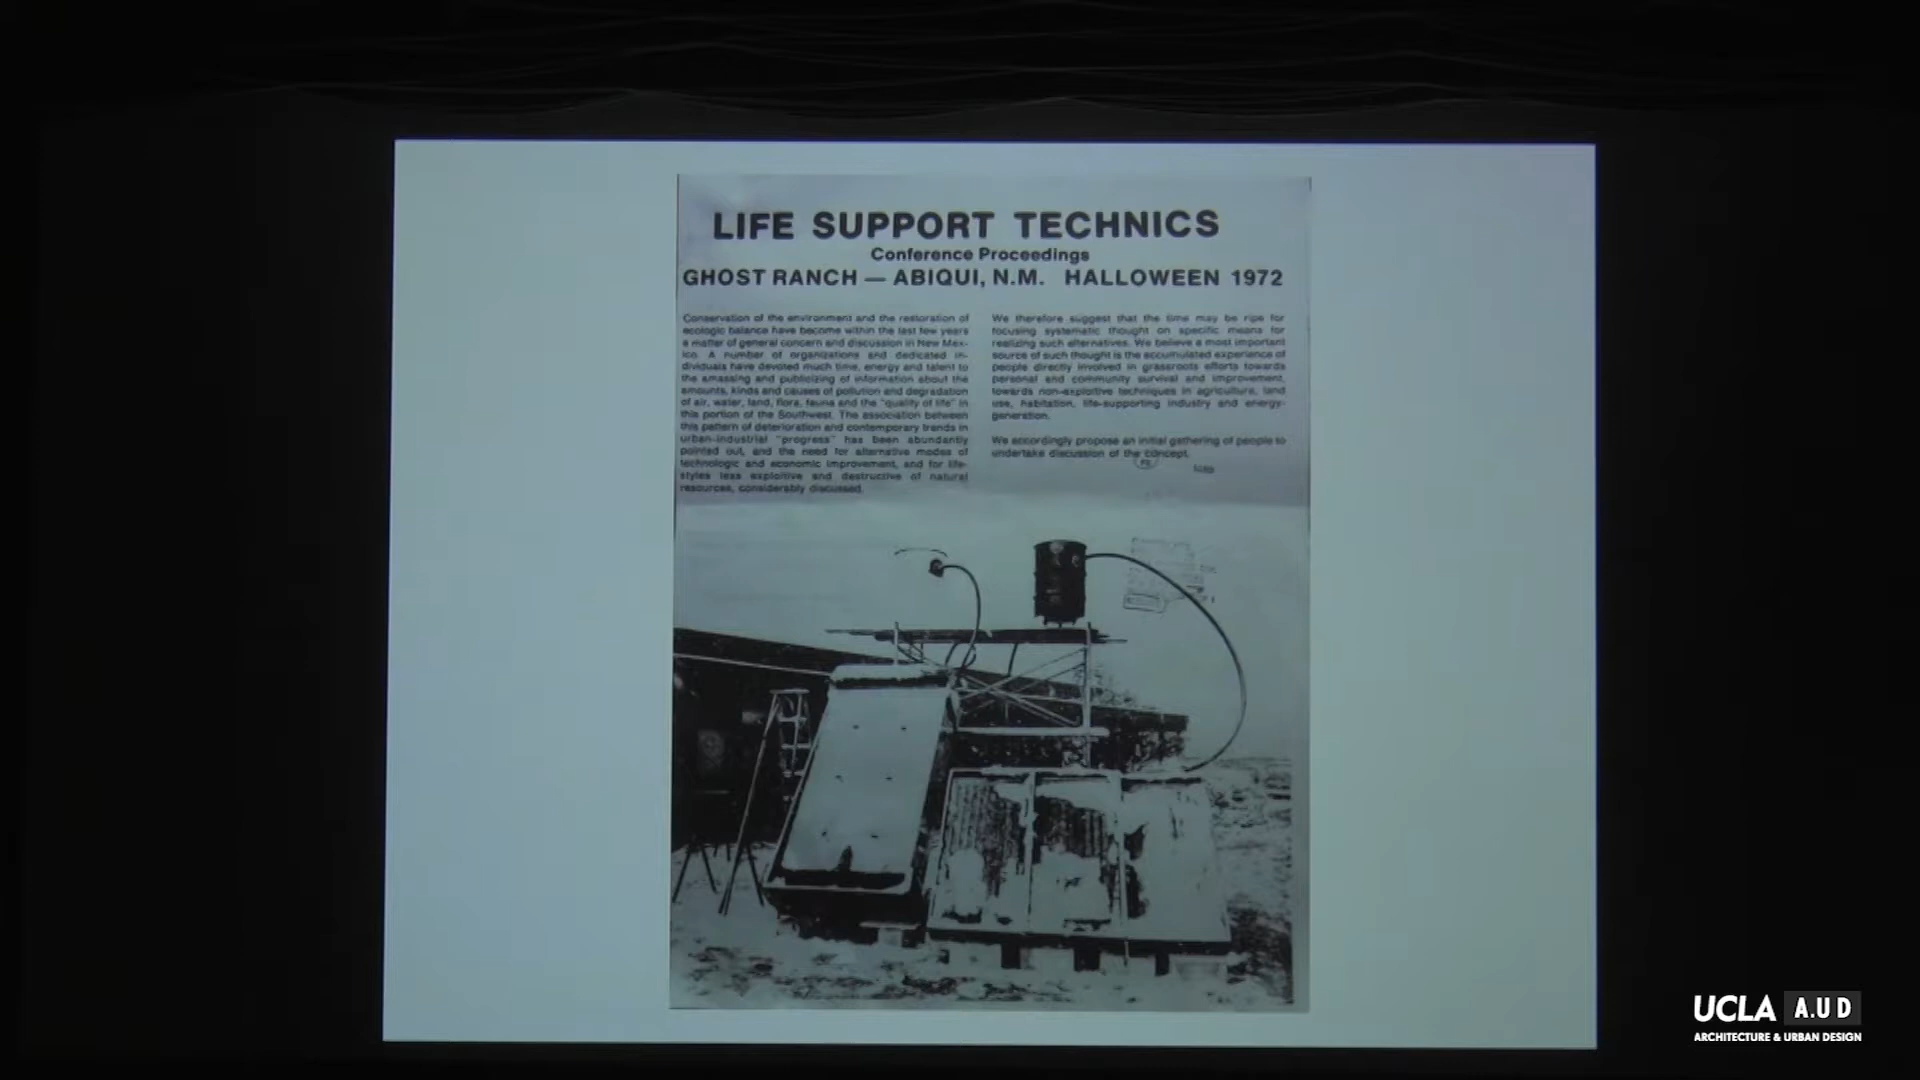 LIFE SUPPORT TECHNICS
Conference Proceedings
GHOST RANCH — ABIQUI, N.M. HALLOWEEN 1972
Conservation of the environment and the restoration of
ecologic balance have become within the last few years
a matter of general concern and discussion in New Mex-
ico. A number of organizations and dedicated in-
dividuals have devoted much time, energy and talent to
the amassing and publicizing of information about the
amounts, kinds and causes of pollution and degradation
of air, water, land, flora, fauna and the "quality of life" in
this portion of the Southwest. The association between
this pattern of deterioration and contemporary trends in
urban-industrial "progress" has been abundantly
pointed out, and the need for alternative modes of
technologic and economic improvement, and for life-
styles less exploitive and destructive of natural
resources, considerably discussed.
We therefore suggest that the time may be ripe for
focusing systematic thought on specific means for
realizing such alternatives. We believe a most important
source of such thought is the accumulated experience of
people directly involved in grassroots efforts towards
personal and community survival and improvement,
towards non-exploitive techniques in agriculture, land
use, habitation, life-supporting industry and energy-
generation.
We accordingly propose an initial gathering of people to
undertake discussion of the concept.
UCLA A.U D
ARCHITECTURE & URBAN DESIGN